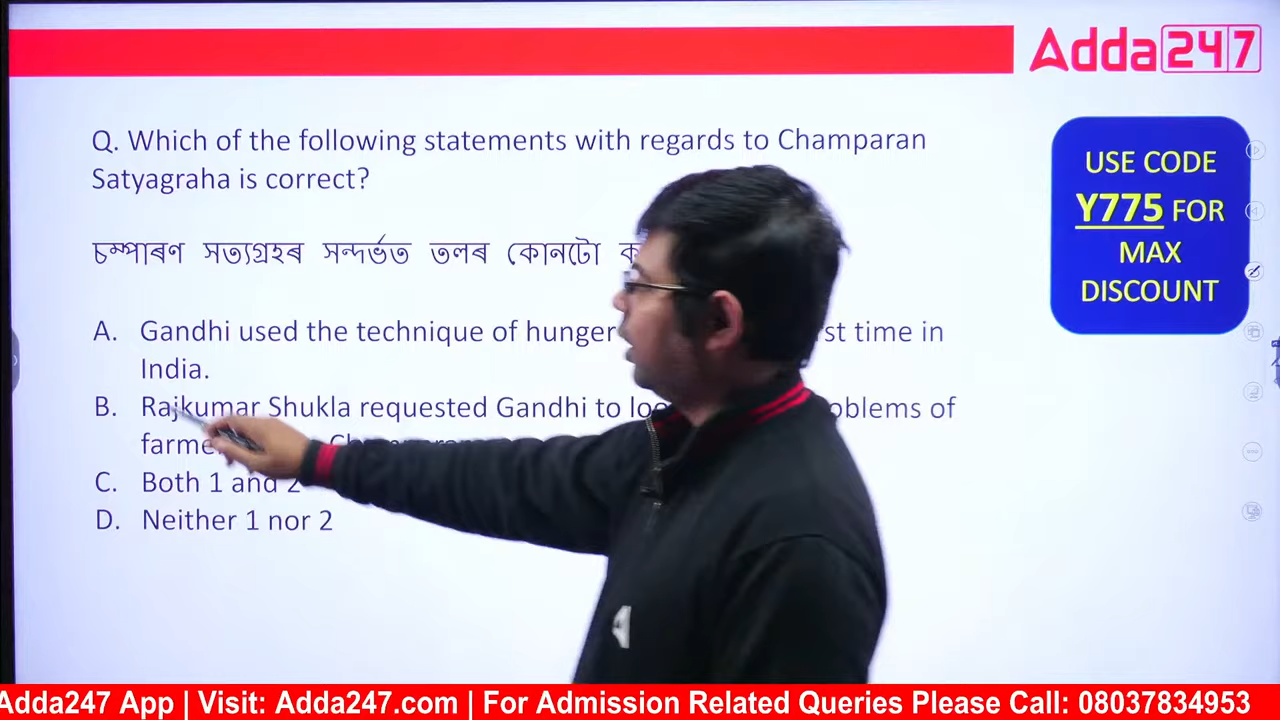 Adda247
Q. Which of the following statements with regards to Champaran
Satyagraha is correct?
চম্পাৰণ সত্যগ্ৰহৰ সন্দৰ্ভত তলৰ কোনটো
A. Gandhi used the technique of hunger time in
India.
B. Rajkumar Shukla requested Gandhi to of
C. Both 1 and 2
D. Neither 1 nor 2
USE CODE
Y775 FOR
MAX
DISCOUNT
Adda247 App | Visit: Adda247.com | For Admission Related Queries Please Call: 08037834953